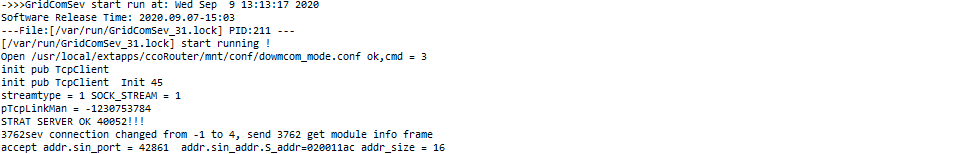 ->>>GridComSev start run at: Wed Sep  9 13:13:17 2020
Software Release Time: 2020.09.07-15:03
---File:[/var/run/GridComSev_31.lock] PID:211 ---
[/var/run/GridComSev_31.lock] start running !
Open /usr/local/extapps/ccoRouter/mnt/conf/dowmcom_mode.conf ok,cmd = 3
init pub TcpClient
init pub TcpClient  Init 45
streamtype = 1 SOCK_STREAM = 1
pTcpLinkMan = -1230753784
STRAT SERVER OK 40052!!!
3762sev connection changed from -1 to 4, send 3762 get module info frame
accept addr.sin_port = 42861  addr.sin_addr.S_addr=020011ac addr_size = 16